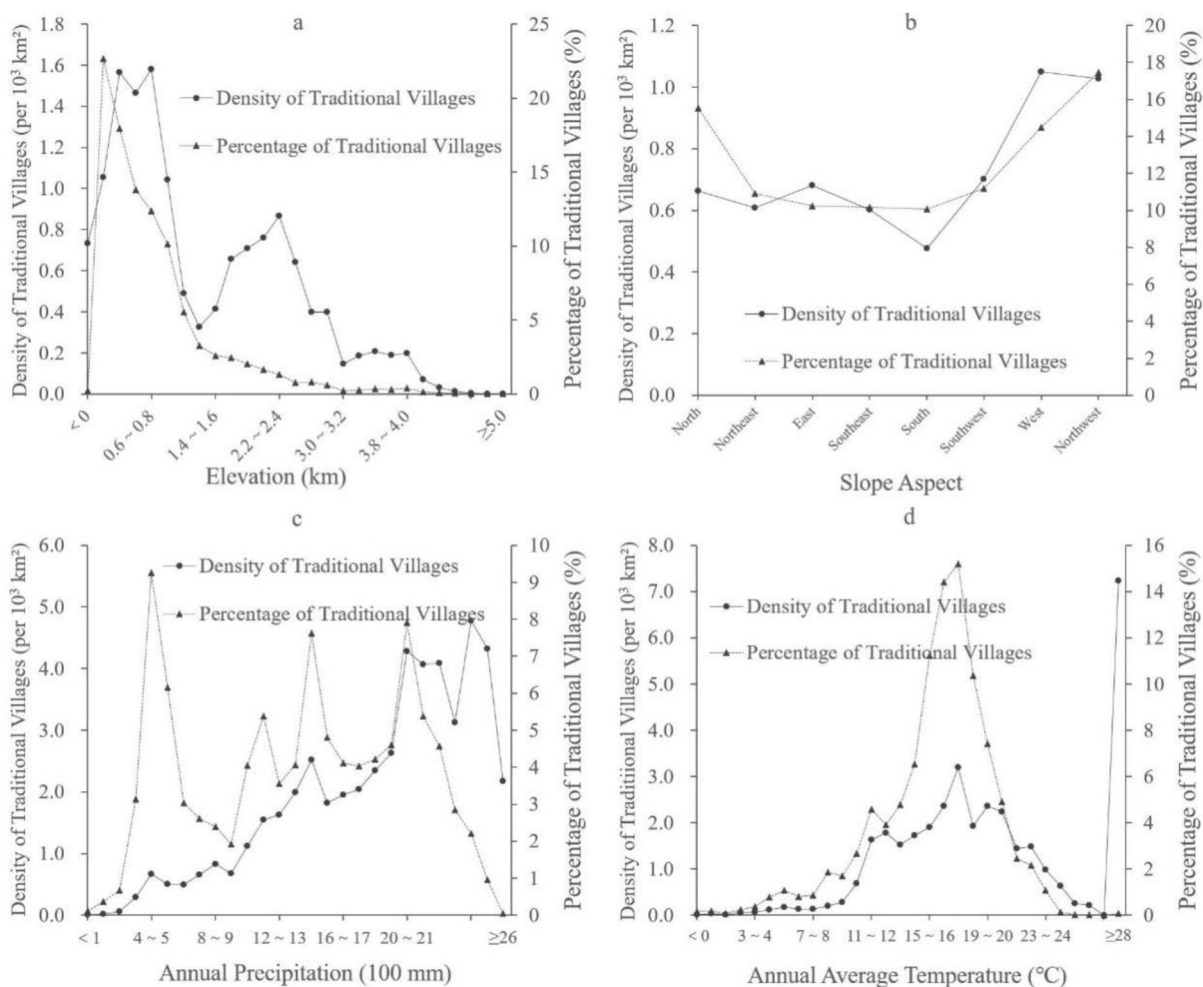 a
Density of Traditional Villages (per 10³ km²)
1.8
1.6
1.4
1.2
1.0
0.8
0.6
0.4
0.2
0.0
25
20
15
10
5
0
Percentage of Traditional Villages (%)
Density of Traditional Villages
Percentage of Traditional Villages
< 0
0.6 ~ 0.8
1.4 ~ 1.6
2.2 ~ 2.4
3.0 ~ 3.2
3.8 ~ 4.0
≥5.0
Elevation (km)
b
Density of Traditional Villages (per 10³ km²)
1.2
1.0
0.8
0.6
0.4
0.2
0.0
20
18
16
14
12
10
8
6
4
2
0
Percentage of Traditional Villages (%)
Density of Traditional Villages
Percentage of Traditional Villages
North
Northeast
East
Southeast
South
Southwest
West
Northwest
Slope Aspect
c
Density of Traditional Villages (per 10³ km²)
6.0
5.0
4.0
3.0
2.0
1.0
0.0
10
9
8
7
6
5
4
3
2
1
0
Percentage of Traditional Villages (%)
Density of Traditional Villages
Percentage of Traditional Villages
< 1
4 ~ 5
8 ~ 9
12 ~ 13
16 ~ 17
20 ~ 21
≥26
Annual Precipitation (100 mm)
d
Density of Traditiional Villages (per 10³ km²)
8.0
7.0
6.0
5.0
4.0
3.0
2.0
1.0
0.0
16
14
12
10
8
6
4
2
0
Percentage of Traditional Villages (%)
Density of Traditional Villages
Percentage of Traditional Villages
< 0
3 ~ 4
7 ~ 8
11 ~ 12
15 ~ 16
19 ~ 20
23 ~ 24
≥28
Annual Average Temperature (°C)